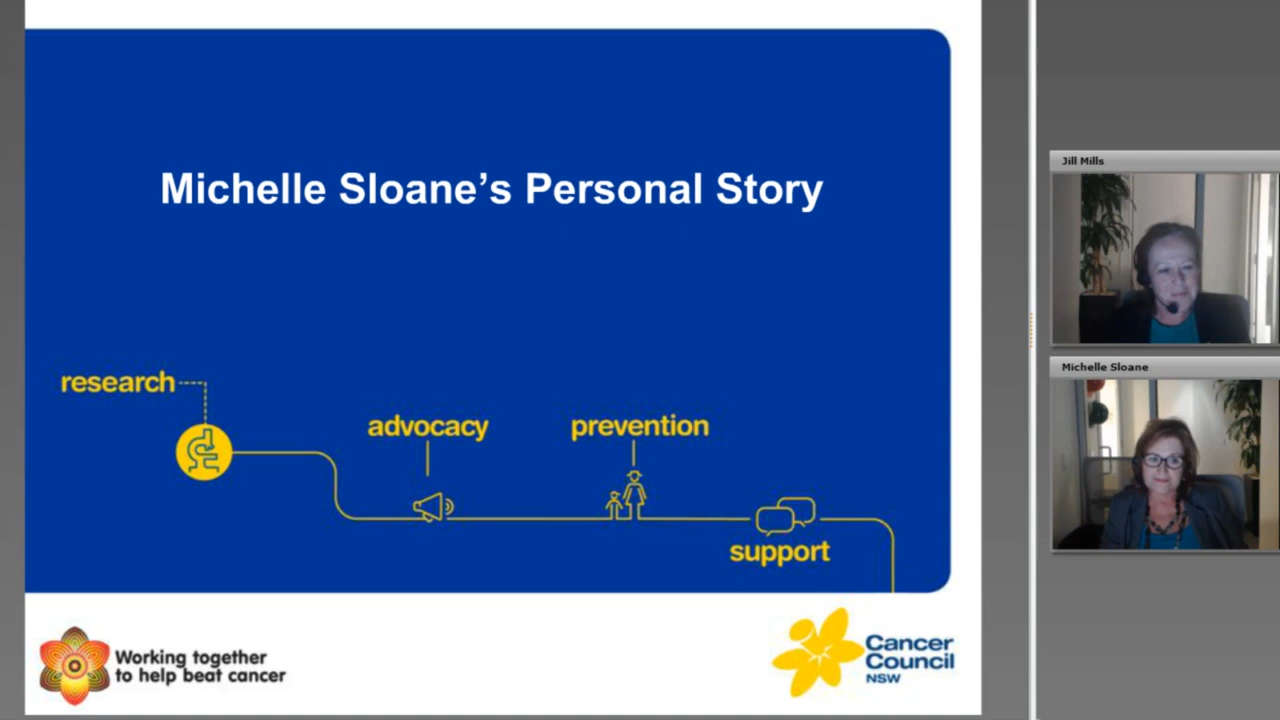 Michelle Sloane’s Personal Story
research
advocacy
prevention
support
Working together
to help beat cancer
Cancer
Council
NSW
Jill Mills
Michelle Sloane